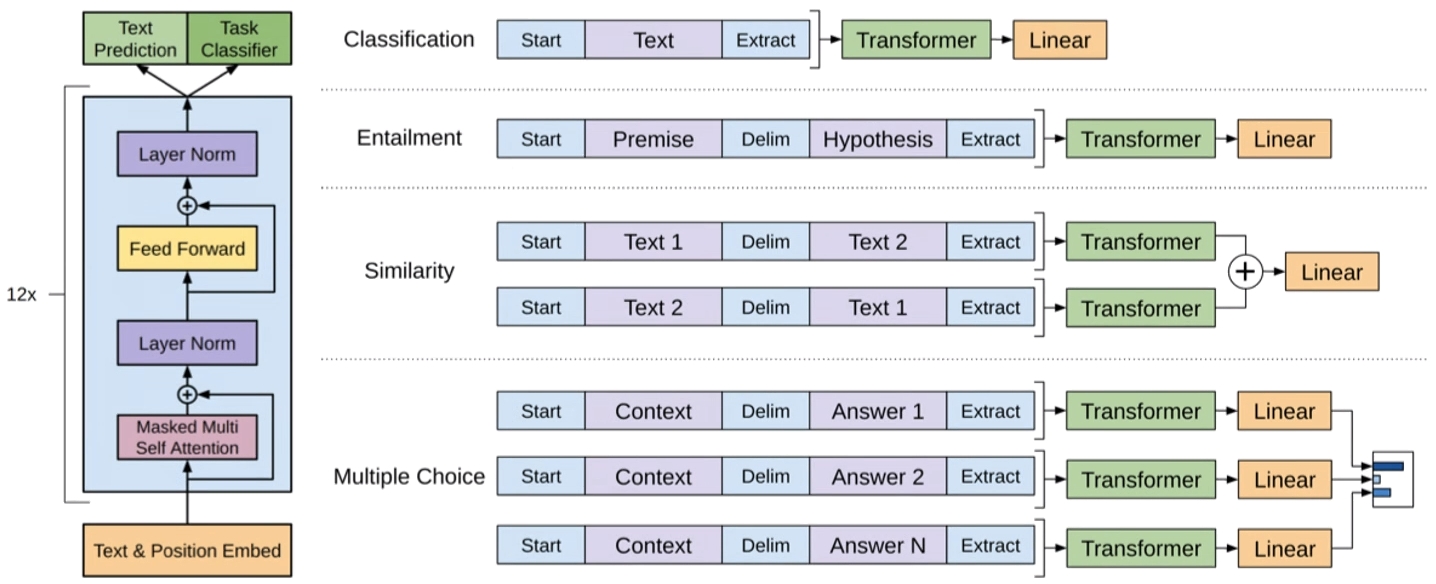 Text
Prediction
Task
Classifier
Layer Norm
Feed Forward
12x
Layer Norm
Masked Multi
Self Attention
Text & Position Embed
Classification
Start Text Extract Transformer Linear
Entailment
Start Premise Delim Hypothesis Extract Transformer Linear
Similarity
Start Text 1 Delim Text 2 Extract Transformer
Start Text 2 Delim Text 1 Extract Transformer
Linear
Multiple Choice
Start Context Delim Answer 1 Extract Transformer Linear
Start Context Delim Answer 2 Extract Transformer Linear
Start Context Delim Answer N Extract Transformer Linear